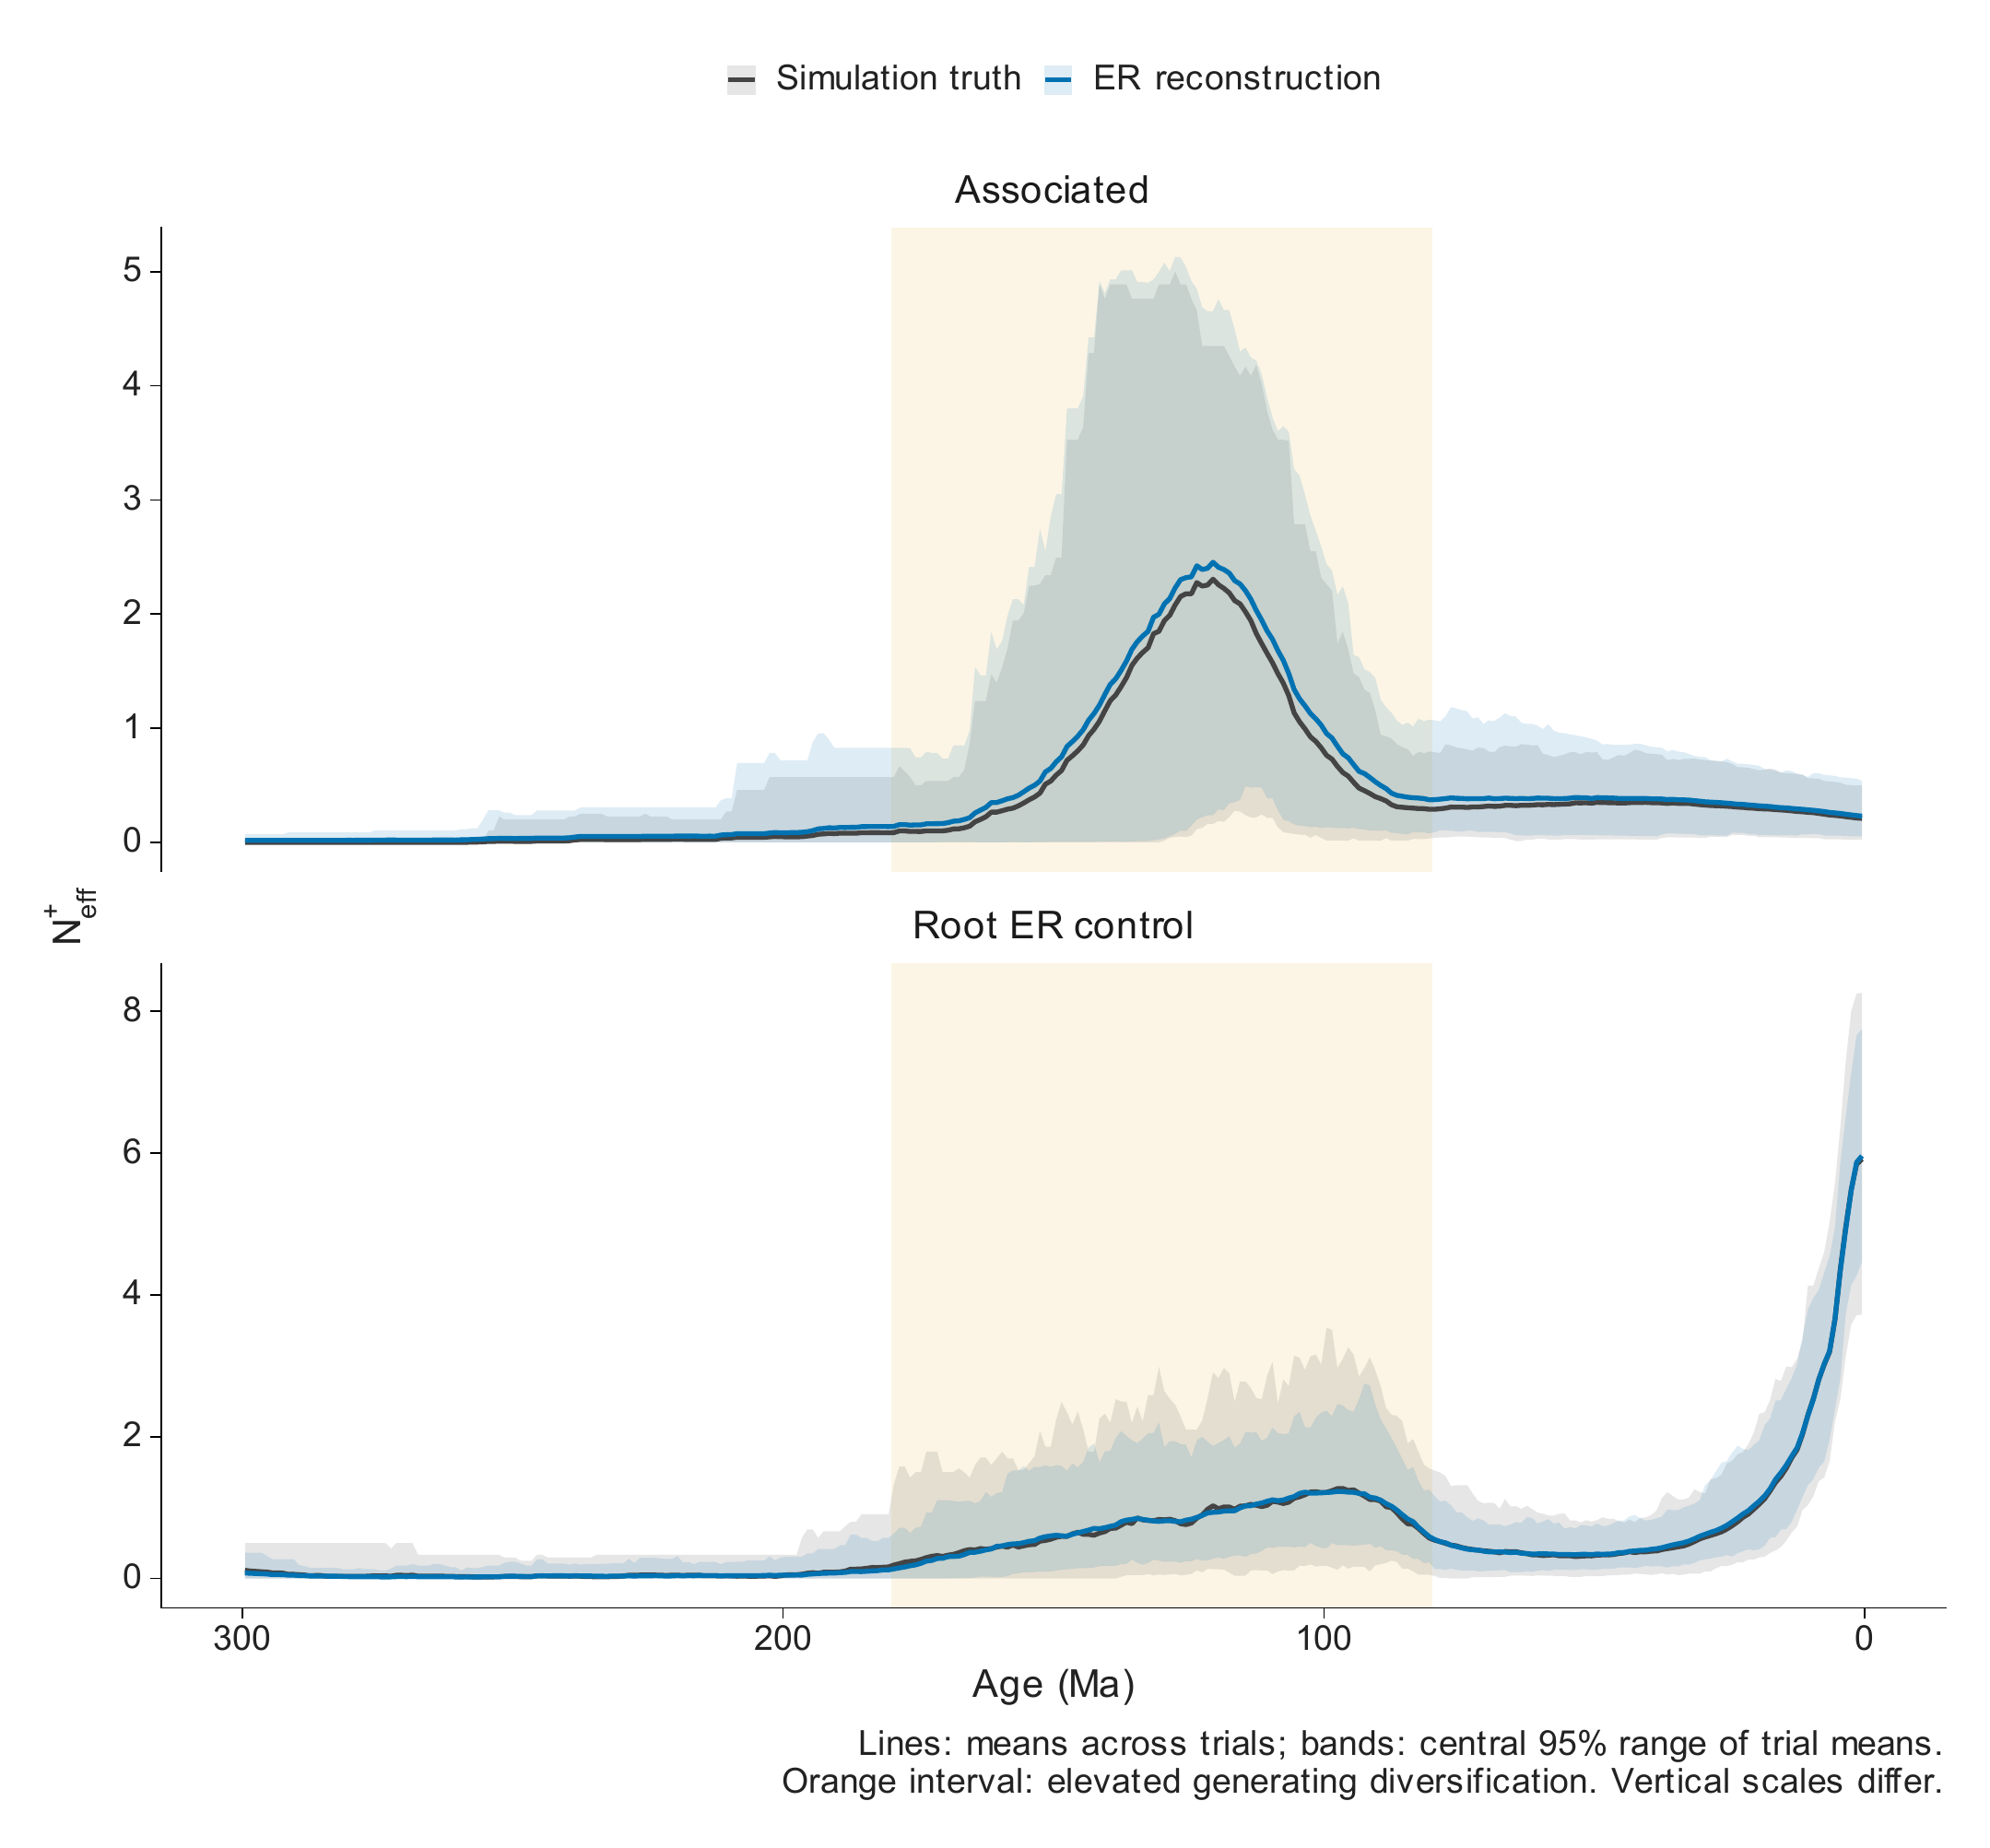 Simulation truth ER reconstruction
Associated
5
4
3
2
1
0
N+eff
Root ER control
8
6
4
2
0
300 200 100 0
Age (Ma)
Lines: means across trials; bands: central 95% range of trial means.
Orange interval: elevated generating diversification. Vertical scales differ.